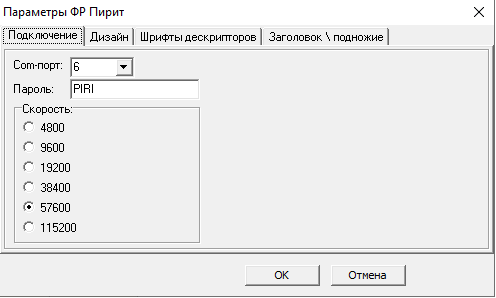 Параметры ФР Пирит
Подключение Дизайн Шрифты дескрипторов Заголовок \ подножие
Com-порт: 6
Пароль: PIRI
Скорость:
4800
9600
19200
38400
57600
115200
OK Отмена